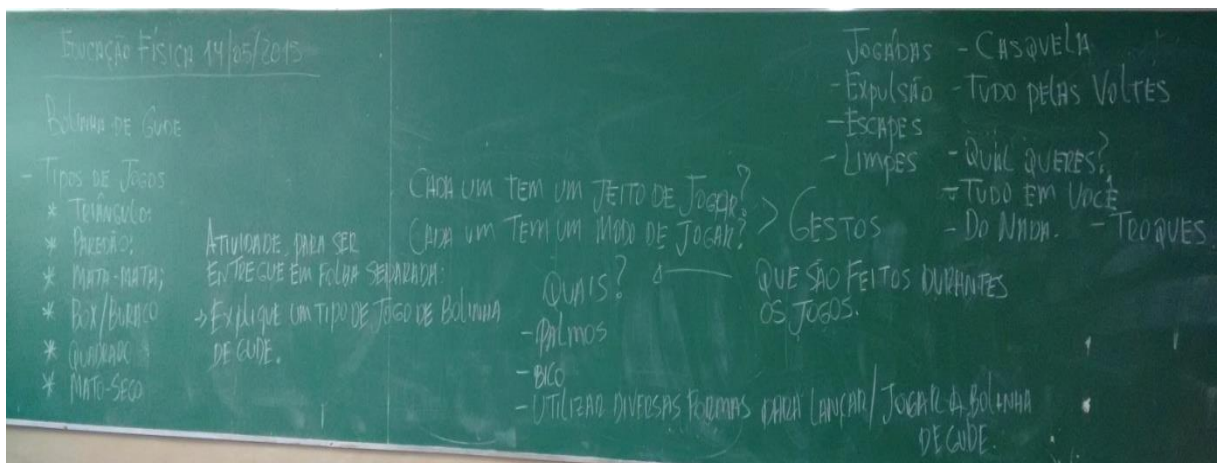 EDUCAÇÃO FÍSICA 14/05/2015
BOLINHA DE GUDE
- TIPOS DE JOGOS
* TRIÂNGULO:
* PAREDÃO:
* MATA-MATA;
* BOX/BURACO
* QUADRADO
* MATO-SECO
ATIVIDADE PARA SER
ENTREGUE EM FOLHA SEPARADA:
→ EXPLIQUE UM TIPO DE JOGO DE BOLINHA
DE GUDE.
CADA UM TEM UM JEITO DE JOGAR?
CADA UM TEM UM MODO DE JOGAR? > GESTOS
QUE SÃO FEITOS DURANTES
OS JOGOS.
QUAIS?
- PALMOS
- BICO
- UTILIZAR DIVERSAS FORMAS PARA LANÇAR/JOGAR A BOLINHA
DE GUDE.
JOGADAS
- EXPULSÃO
- ESCAPES
- LIMPES
- CASQUELA
- TUDO PELAS VOLTES
- QUAL QUERES?
- TUDO EM VOCÊ
- DO NADA. - TOQUES